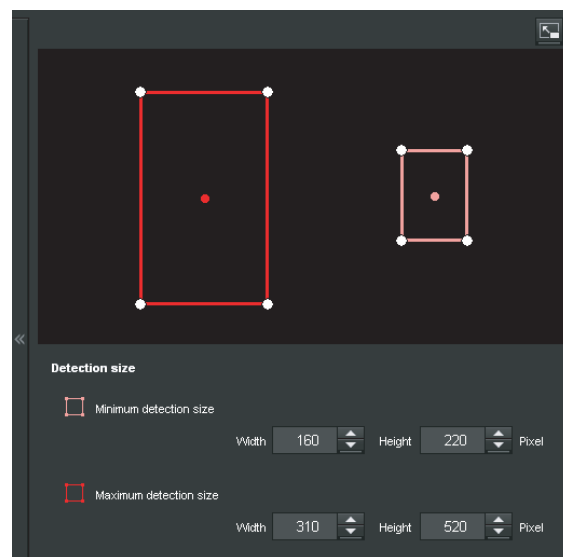 Detection size
Minimum detection size
Width 160 Height 220 Pixel
Maximum detection size
Width 310 Height 520 Pixel